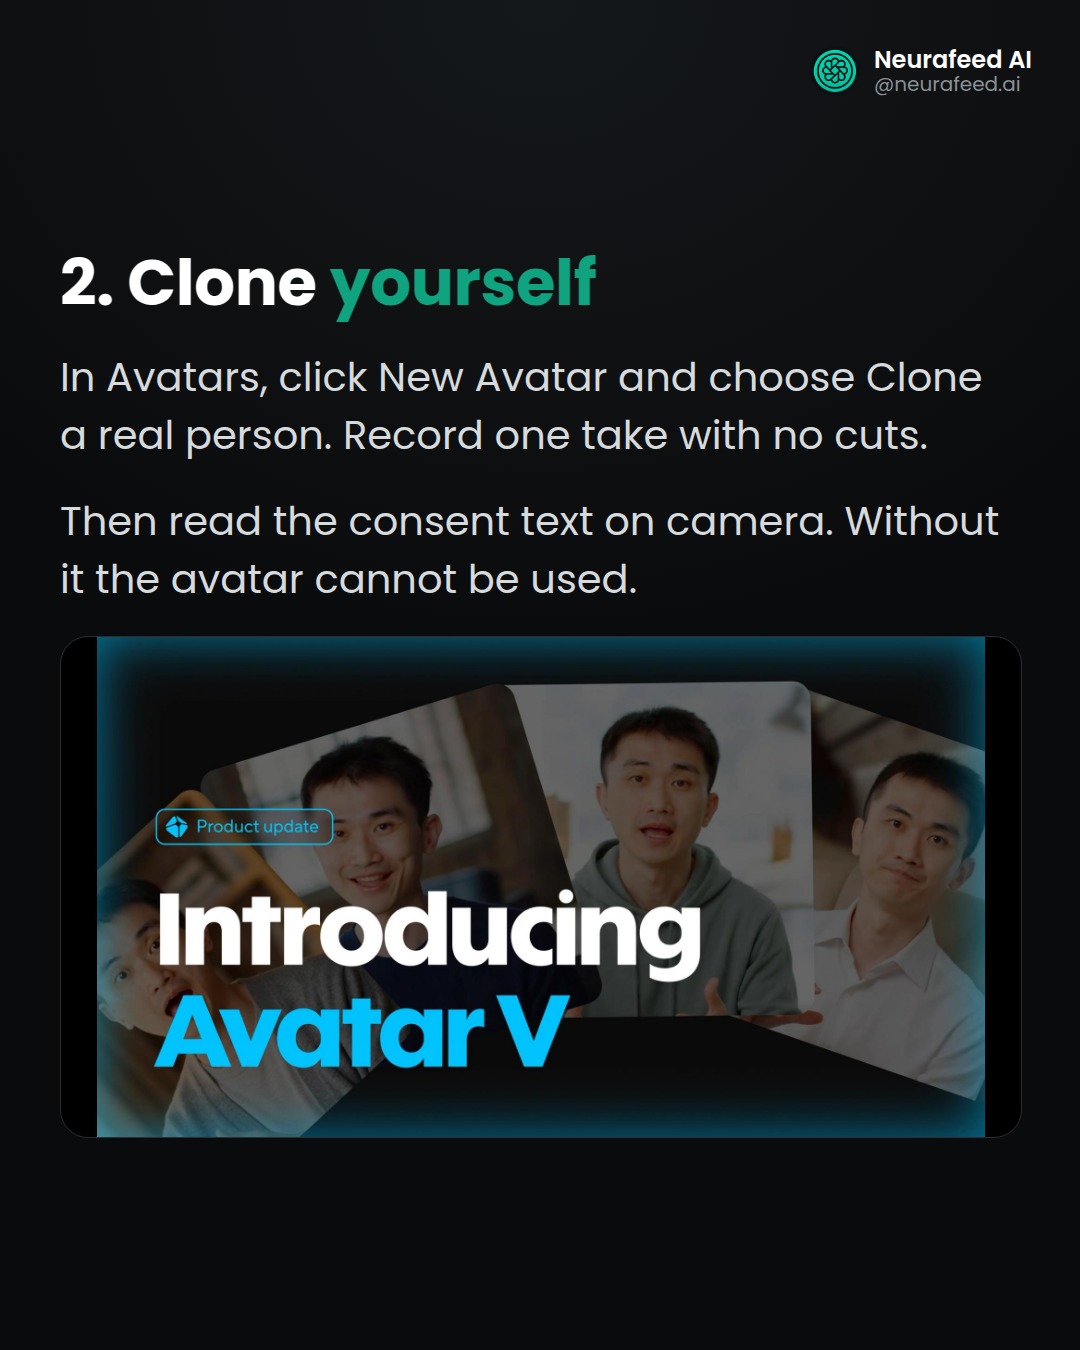 Neurafeed AI
@neurafeed.ai
2. Clone yourself
In Avatars, click New Avatar and choose Clone
a real person. Record one take with no cuts.
Then read the consent text on camera. Without
it the avatar cannot be used.
Product update
Introducing
Avatar V